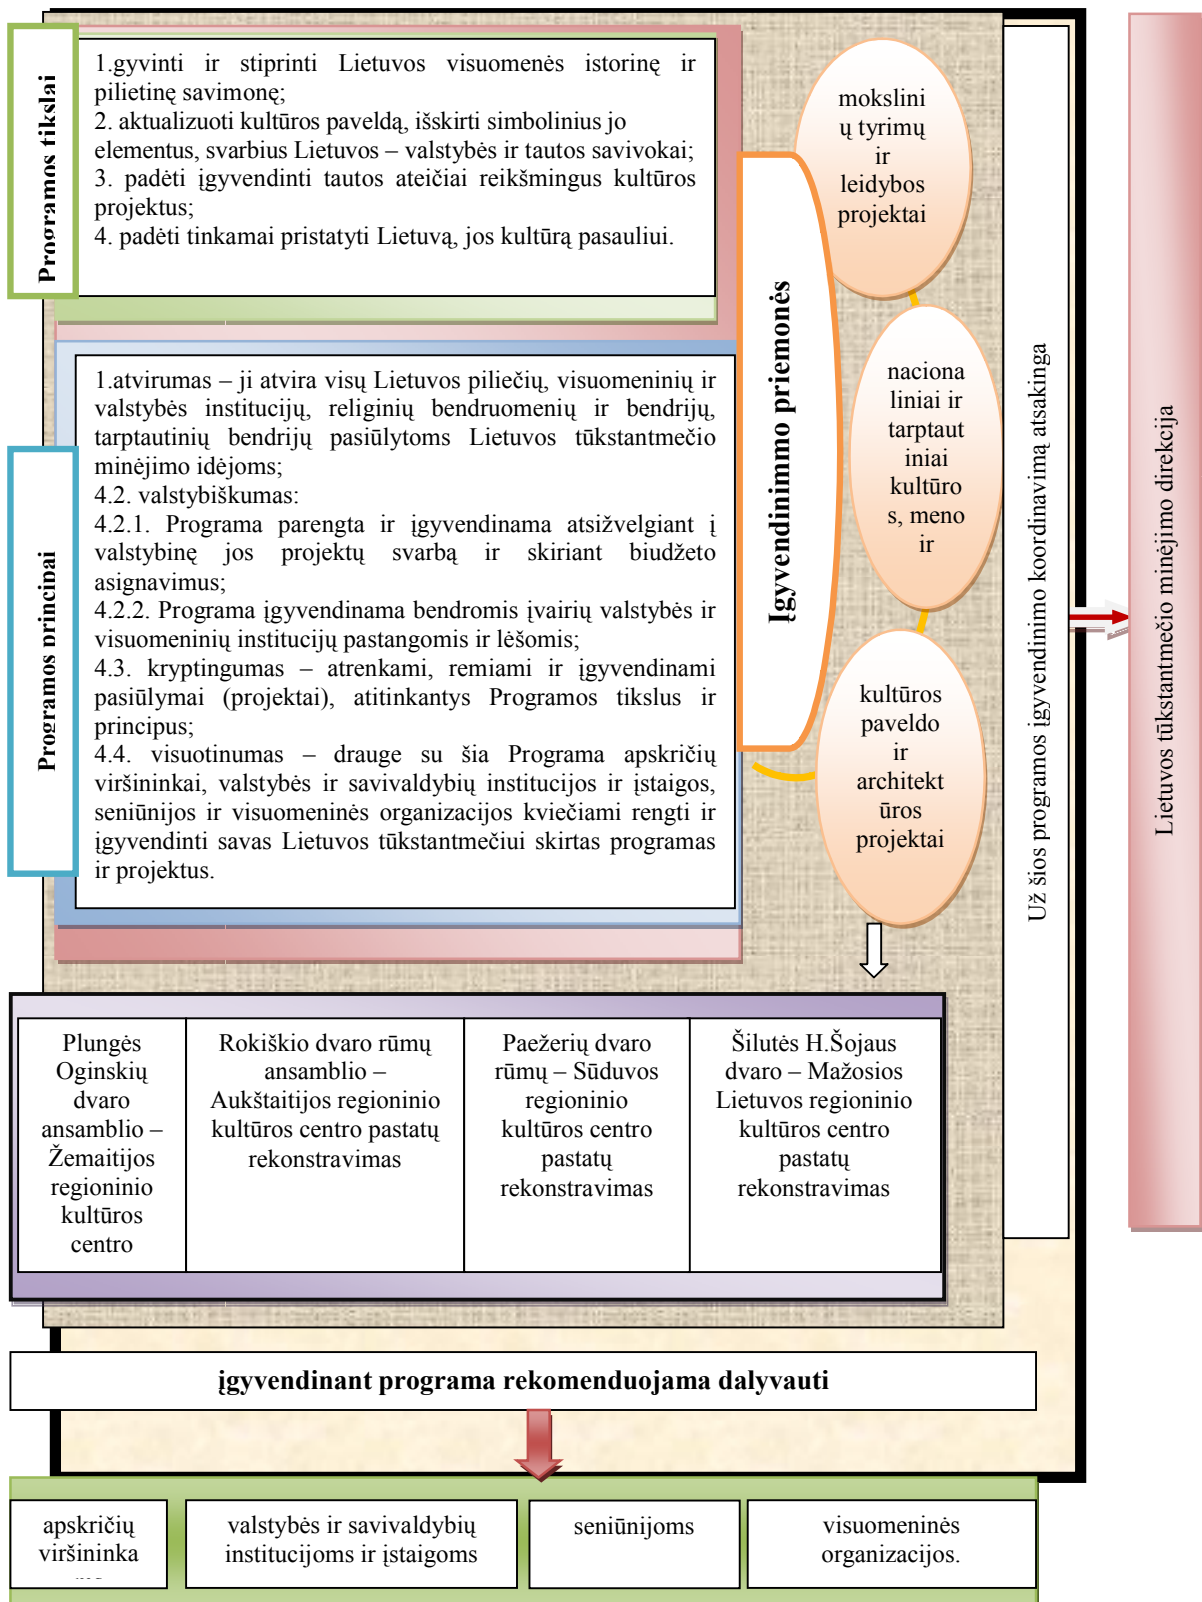 Programos tikslai
1.gyvinti ir stiprinti Lietuvos visuomenės istorinę ir
pilietinę savimonę;
2. aktualizuoti kultūros paveldą, išskirti simbolinius jo
elementus, svarbius Lietuvos – valstybės ir tautos savivokai;
3. padėti įgyvendinti tautos ateičiai reikšmingus kultūros
projektus;
4. padėti tinkamai pristatyti Lietuvą, jos kultūrą pasauliui.
Programos principai
1.atvirumas – ji atvira visų Lietuvos piliečių, visuomeninių ir
valstybės institucijų, religinių bendruomenių ir bendrijų,
tarptautinių bendrijų pasiūlytoms Lietuvos tūkstantmečio
minėjimo idėjoms;
4.2. valstybiškumas:
4.2.1. Programa parengta ir įgyvendinama atsižvelgiant į
valstybinę jos projektų svarbą ir skiriant biudžeto
asignavimus;
4.2.2. Programa įgyvendinama bendromis įvairių valstybės ir
visuomeninių institucijų pastangomis ir lėšomis;
4.3. kryptingumas – atrenkami, remiami ir įgyvendinami
pasiūlymai (projektai), atitinkantys Programos tikslus ir
principus;
4.4. visuotinumas – drauge su šia Programa apskričių
viršininkai, valstybės ir savivaldybių institucijos ir įstaigos,
seniūnijos ir visuomeninės organizacijos kviečiami rengti ir
įgyvendinti savas Lietuvos tūkstantmečiui skirtas programas
ir projektus.
Įgyvendinimmo priemonės
mokslini
ų tyrimų
ir
leidybos
projektai
naciona
liniai ir
tarptaut
iniai
kultūro
s, meno
ir
kultūros
paveldo
ir
architekt
ūros
projektai
Už šios programos įgyvendinimo koordinavimą atsakinga
Lietuvos tūkstantmečio minėjimo direkcija
Plungės
Oginskių
dvaro
ansamblio –
Žemaitijos
regioninio
kultūros
centro
Rokiškio dvaro rūmų
ansamblio –
Aukštaitijos regioninio
kultūros centro pastatų
rekonstravimas
Paežerių dvaro
rūmų – Sūduvos
regioninio
kultūros centro
pastatų
rekonstravimas
Šilutės H.Šojaus
dvaro – Mažosios
Lietuvos regioninio
kultūros centro
pastatų
rekonstravimas
įgyvendinant programa rekomenduojama dalyvauti
apskričių
viršininka
valstybės ir savivaldybių
institucijoms ir įstaigoms
seniūnijoms
visuomeninės
organizacijos.